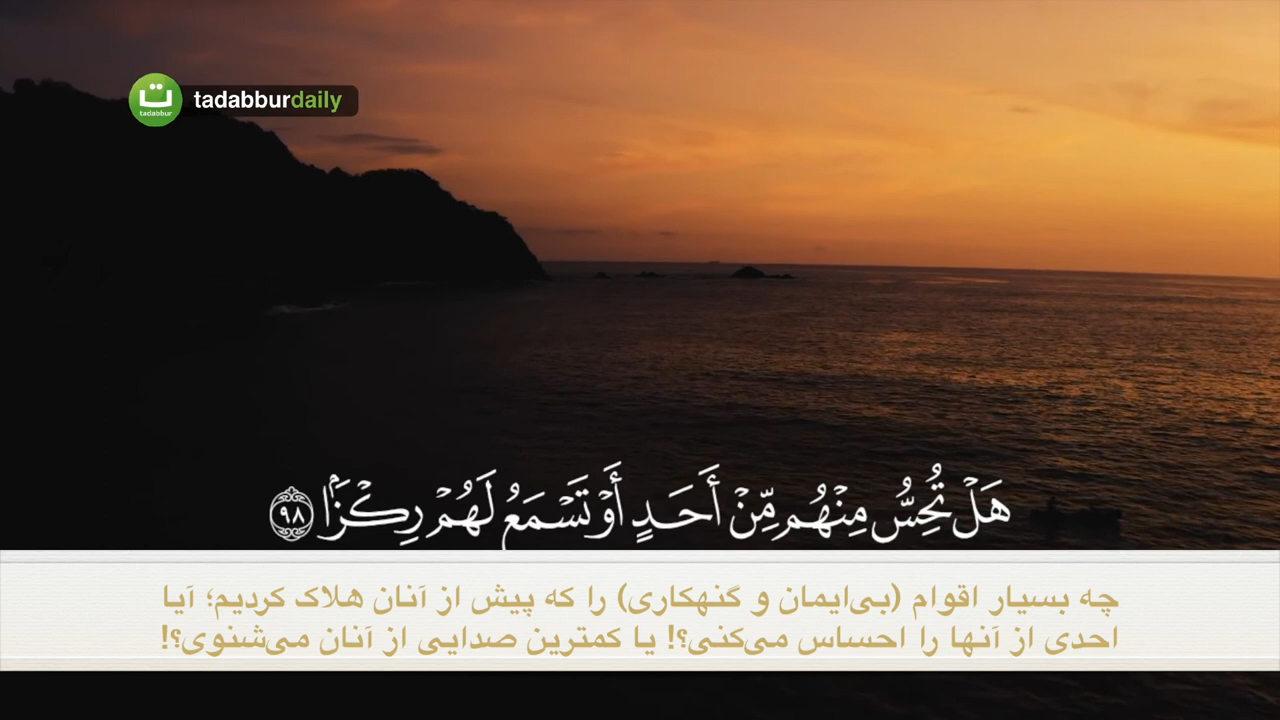 ت
tadabbur
tadabburdaily
هَلْ تُحِسُّ مِنْهُم مِّنْ أَحَدٍ أَوْ تَسْمَعُ لَهُمْ رِكْزًۢا ٩٨
چه بسیار اقوام (بی‌ایمان و گنهکاری) را که پیش از آنان هلاک کردیم؛ آیا
احدی از آنها را احساس می‌کنی؟! یا کمترین صدایی از آنان می‌شنوی؟!